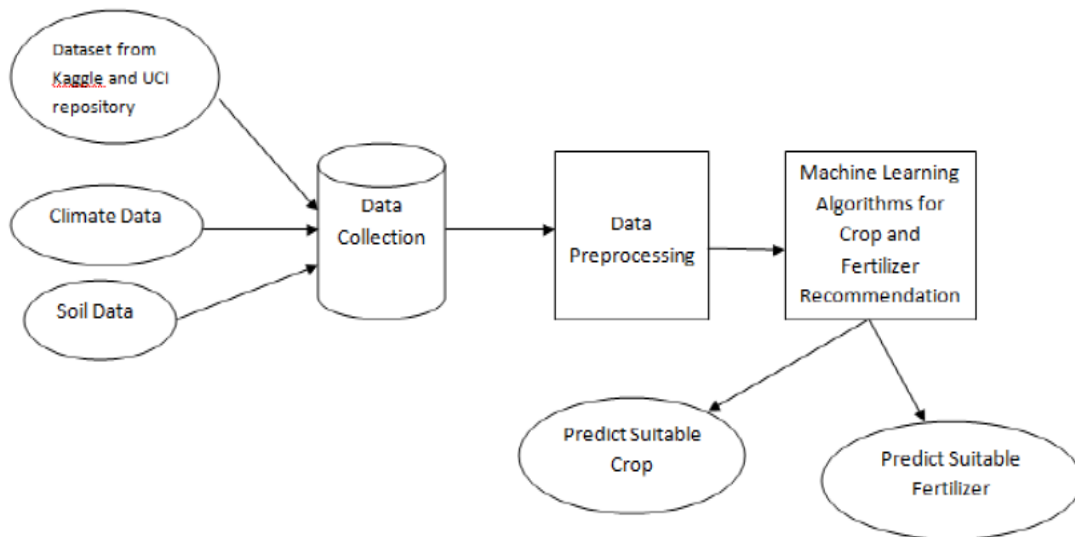 Dataset from
Kaggle and UCI
repository
Climate Data
Soil Data
Data
Collection
Data
Preprocessing
Machine Learning
Algorithms for
Crop and
Fertilizer
Recommendation
Predict Suitable
Crop
Predict Suitable
Fertilizer